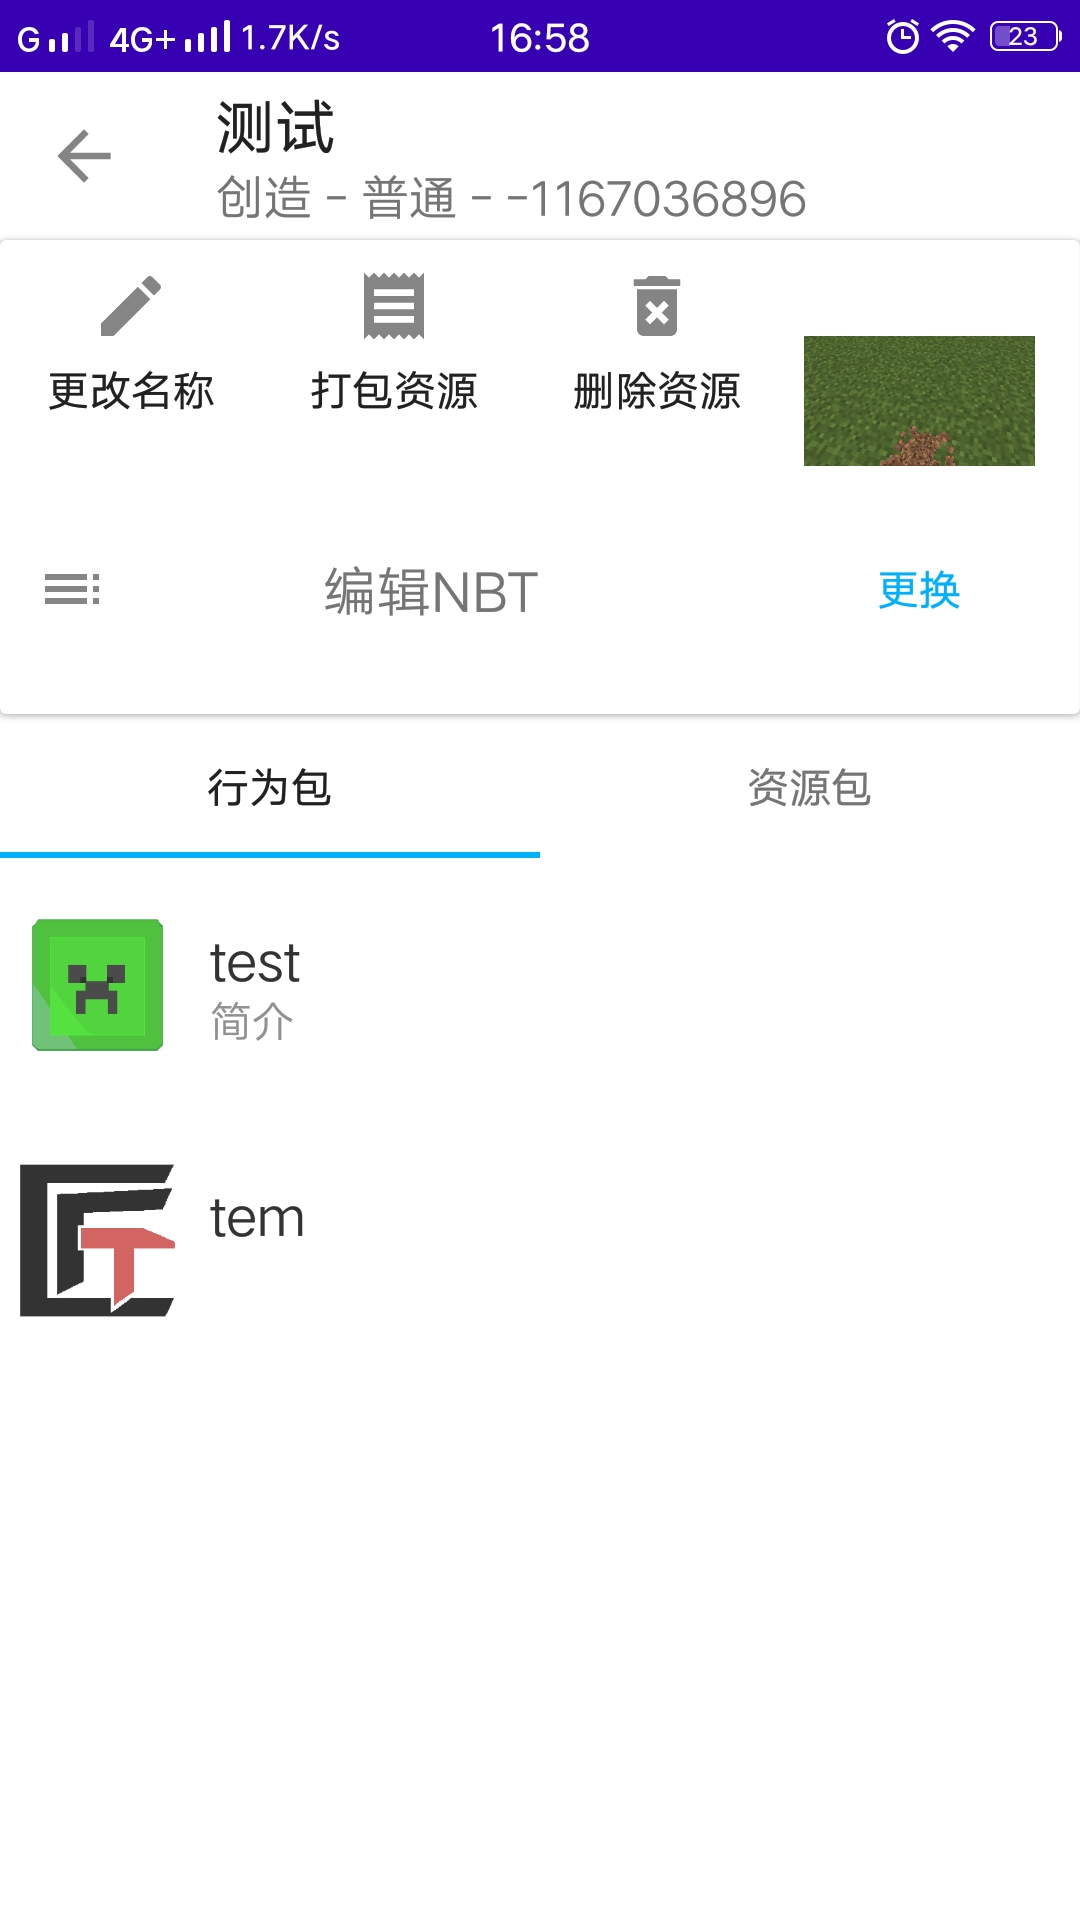 G 4G+ 1.7K/s 16:58 23
测试
创造 - 普通 - -1167036896
更改名称 打包资源 删除资源
编辑NBT 更换
行为包 资源包
test
简介
tem